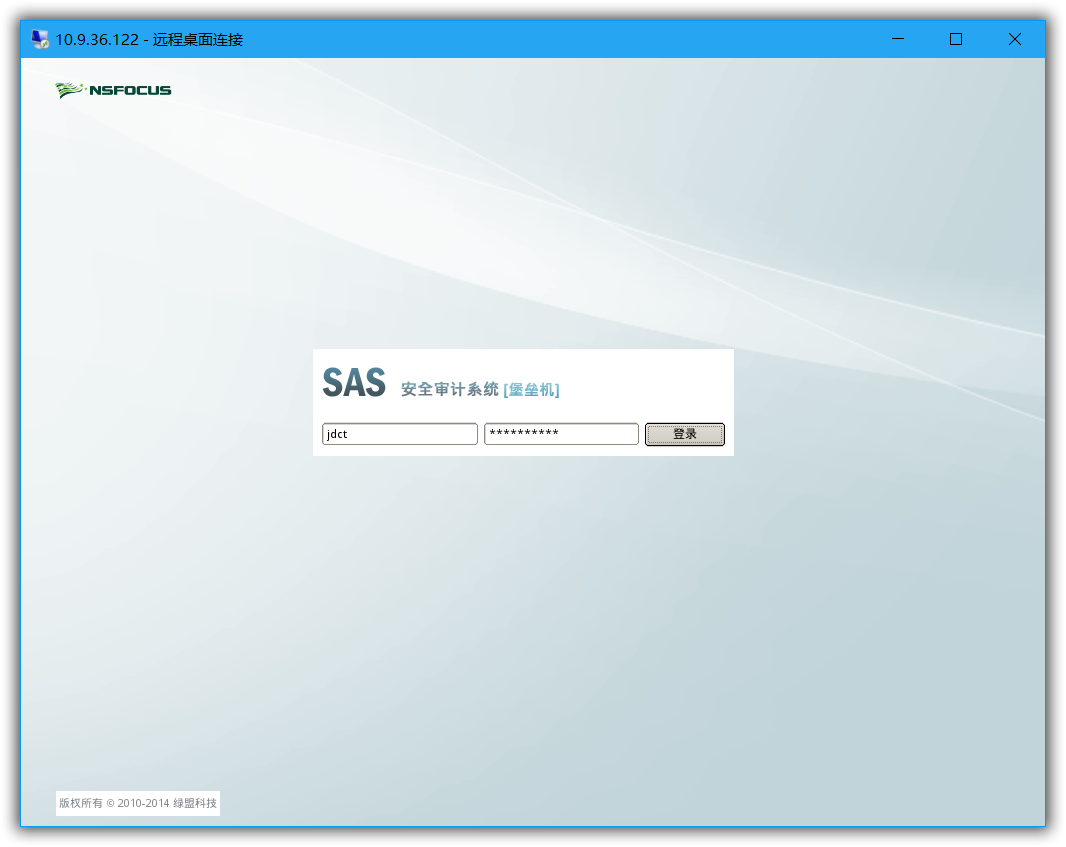 10.9.36.122 - 远程桌面连接
NSFOCUS
SAS 安全审计系统 [堡垒机]
jdct ********** 登录
版权所有 © 2010-2014 绿盟科技